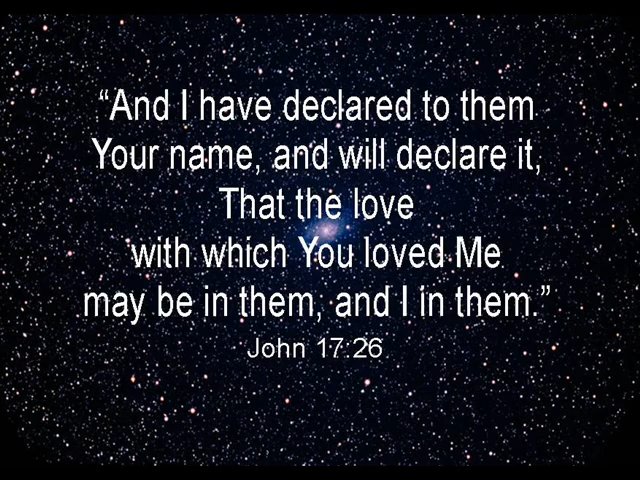 “And I have declared to them
Your name, and will declare it,
That the love
with which You loved Me
may be in them, and I in them.”
John 17:26